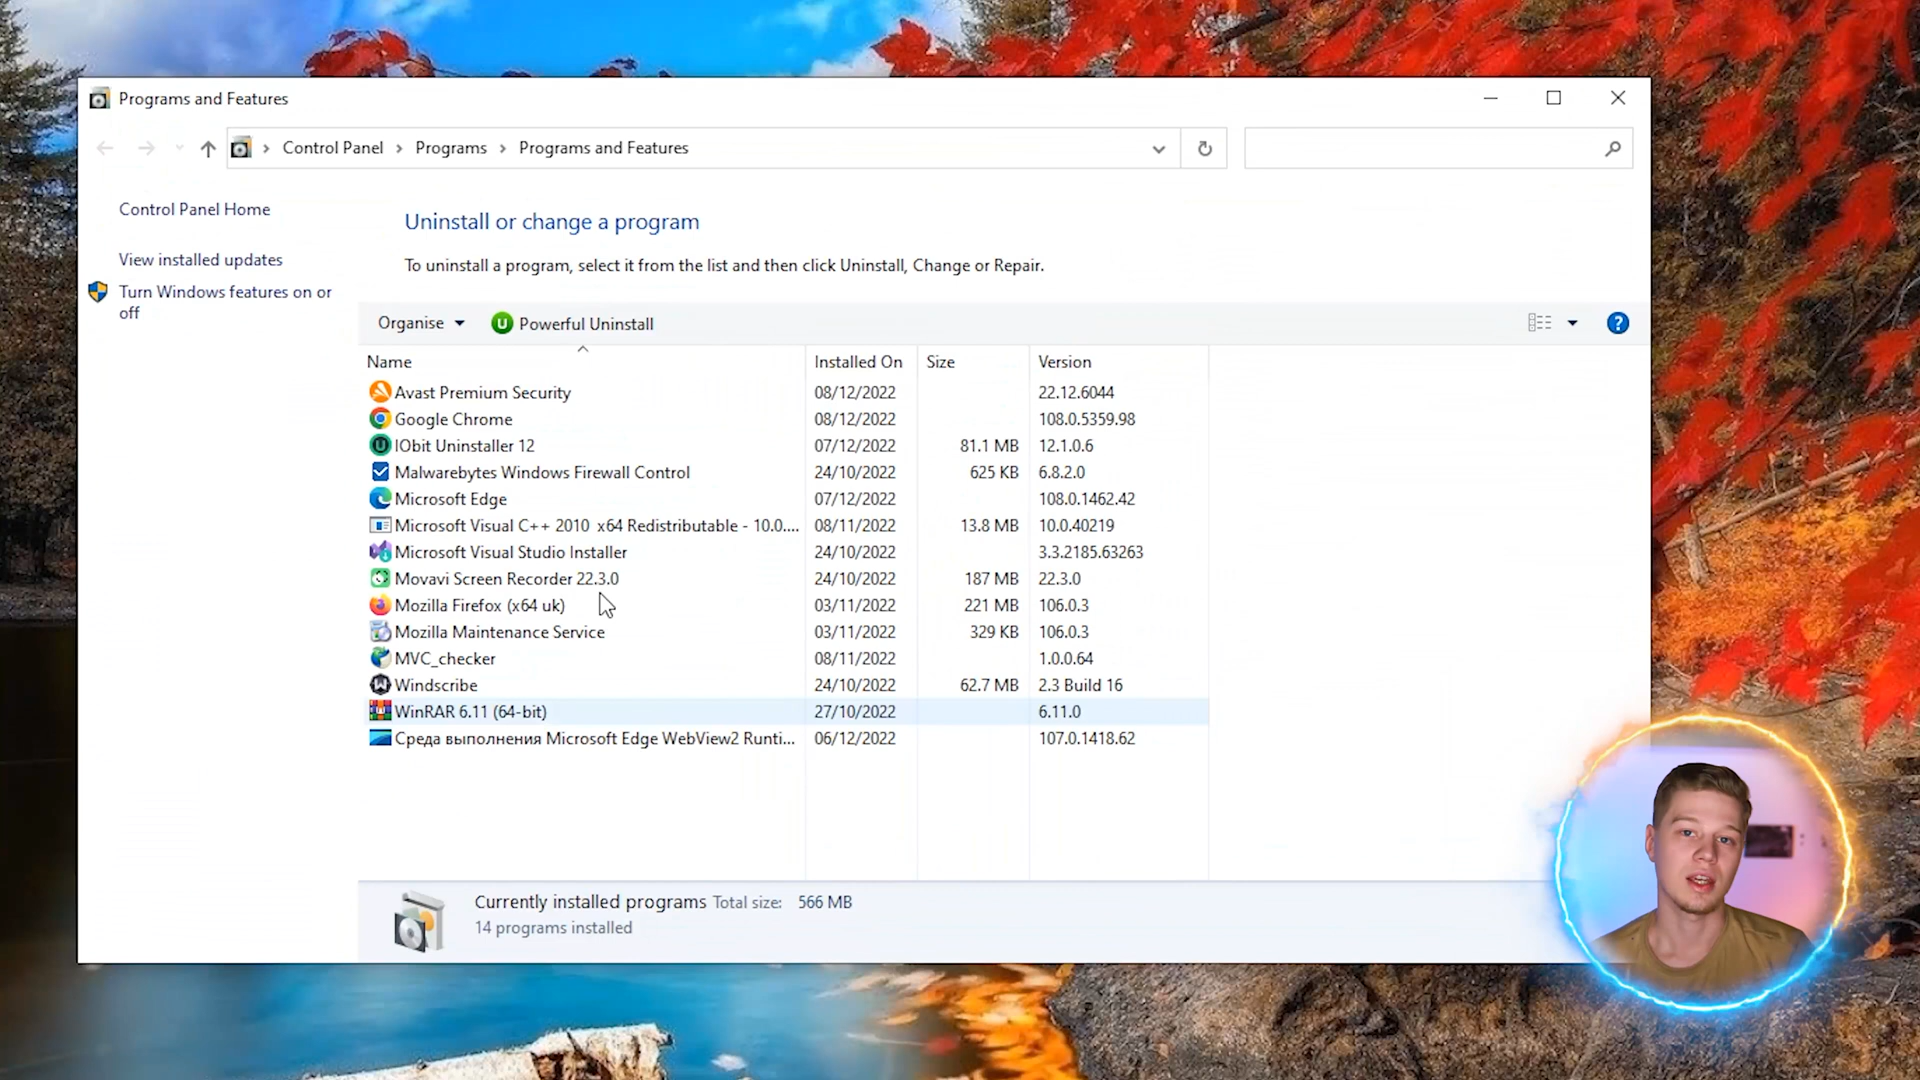 Programs and Features
Control Panel Programs Programs and Features
Control Panel Home
View installed updates
Turn Windows features on or
off
Uninstall or change a program
To uninstall a program, select it from the list and then click Uninstall, Change or Repair.
Organise Powerful Uninstall
Name Installed On Size Version
Avast Premium Security 08/12/2022 22.12.6044
Google Chrome 08/12/2022 108.0.5359.98
IObit Uninstaller 12 07/12/2022 81.1 MB 12.1.0.6
Malwarebytes Windows Firewall Control 24/10/2022 625 KB 6.8.2.0
Microsoft Edge 07/12/2022 108.0.1462.42
Microsoft Visual C++ 2010 x64 Redistributable - 10.0.... 08/11/2022 13.8 MB 10.0.40219
Microsoft Visual Studio Installer 24/10/2022 3.3.2185.63263
Movavi Screen Recorder 22.3.0 24/10/2022 187 MB 22.3.0
Mozilla Firefox (x64 uk) 03/11/2022 221 MB 106.0.3
Mozilla Maintenance Service 03/11/2022 329 KB 106.0.3
MVC_checker 08/11/2022 1.0.0.64
Windscribe 24/10/2022 62.7 MB 2.3 Build 16
WinRAR 6.11 (64-bit) 27/10/2022 6.11.0
Среда выполнения Microsoft Edge WebView2 Runti... 06/12/2022 107.0.1418.62
Currently installed programs Total size: 566 MB
14 programs installed